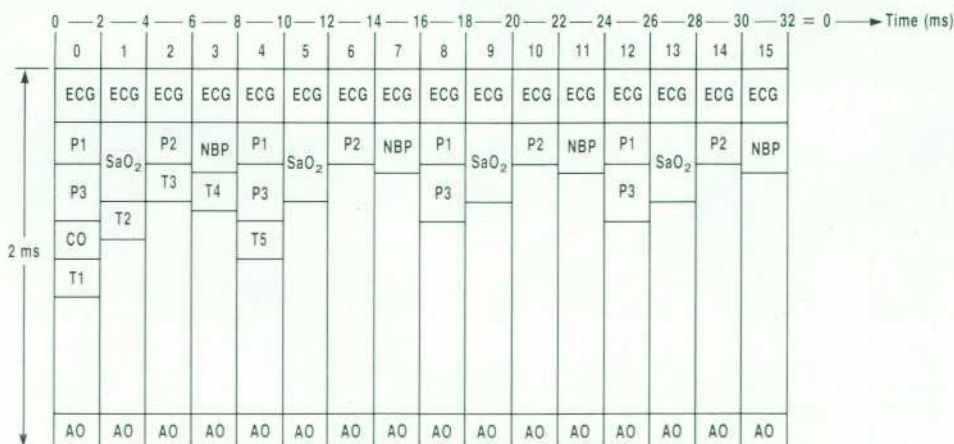 0 — 2 — 4 — 6 — 8 — 10 — 12 — 14 — 16 — 18 — 20 — 22 — 24 — 26 — 28 — 30 — 32 = 0 → Time (ms)
0 1 2 3 4 5 6 7 8 9 10 11 12 13 14 15
ECG ECG ECG ECG ECG ECG ECG ECG ECG ECG ECG ECG ECG ECG ECG ECG
P1 SaO₂ P2 NBP P1 SaO₂ P2 NBP P1 SaO₂ P2 NBP P1 SaO₂ P2 NBP
P3 T3 T4 P3 P3 P3
CO T2 T5
T1
2 ms
AO AO AO AO AO AO AO AO AO AO AO AO AO AO AO AO